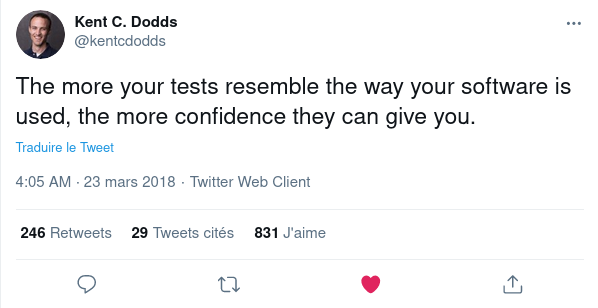 Kent C. Dodds
@kentcdodds
The more your tests resemble the way your software is
used, the more confidence they can give you.
Traduire le Tweet
4:05 AM · 23 mars 2018 · Twitter Web Client
246 Retweets 29 Tweets cités 831 J'aime